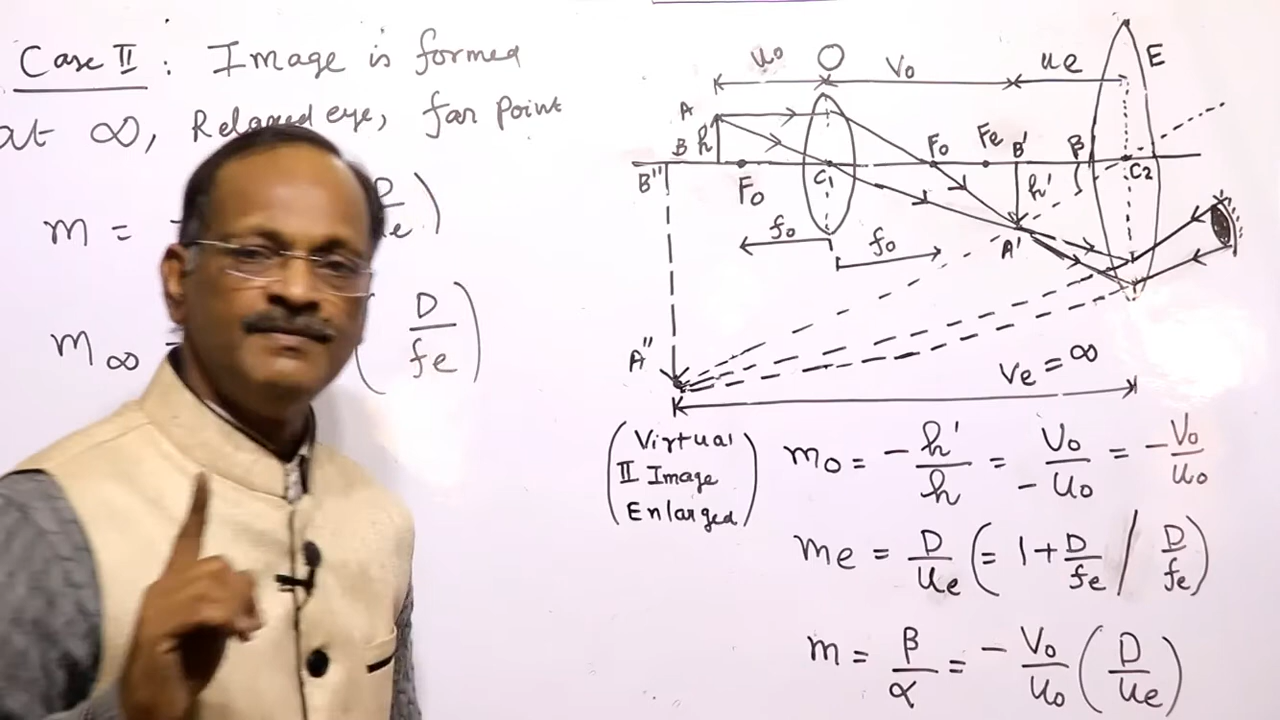 Case II : Image is formed
at ∞, Relaxed eye, far point
m =
m∞ = ( D / fe )
u₀ O V₀ ue E
A
B h B' β
B'' F₀ C₁ F₀ Fe h' C₂
f₀ f₀ A'
A''
Ve = ∞
(Virtual
II Image
Enlarged)
m₀ = - h' / h = V₀ / - u₀ = - V₀ / u₀
me = D / ue (= 1 + D / fe / D / fe)
m = β / α = - V₀ / u₀ ( D / ue )